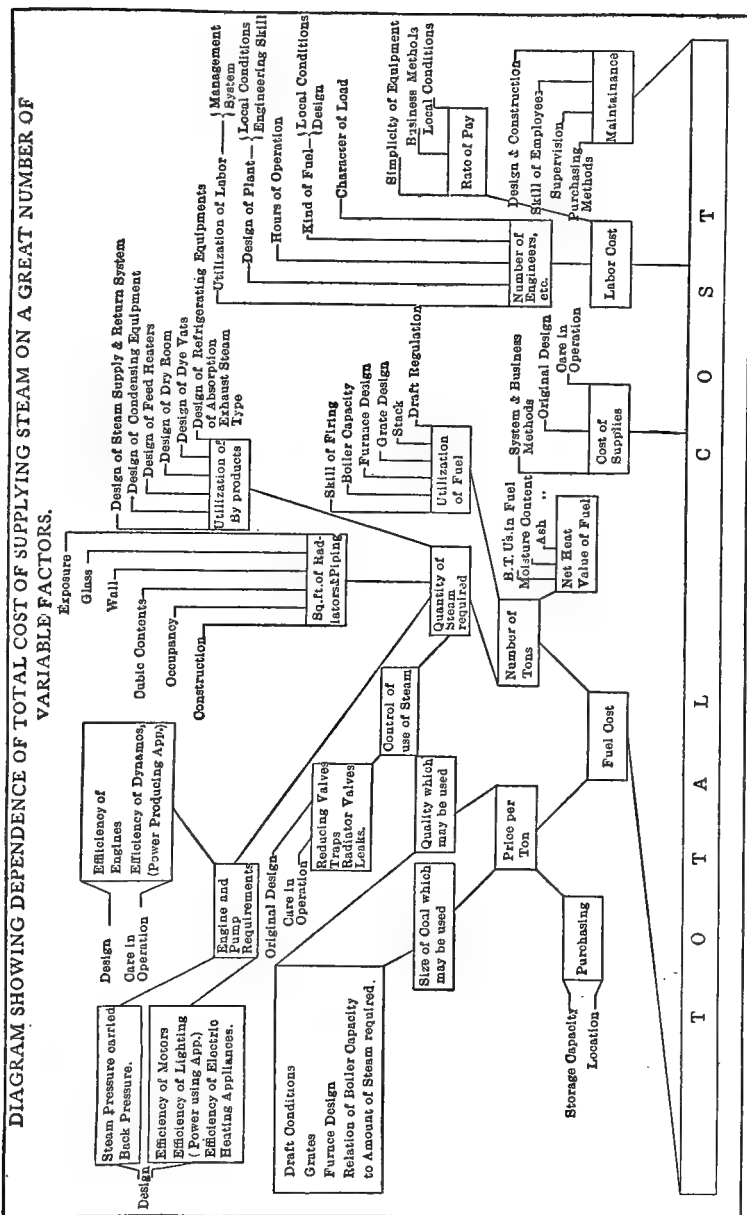 DIAGRAM SHOWING DEPENDENCE OF TOTAL COST OF SUPPLYING STEAM ON A GREAT NUMBER OF
VARIABLE FACTORS.
Steam Pressure carried
Back Pressure.
Design
Efficiency of Motors
Efficiency of Lighting
(Power using App.)
Efficiency of Electric
Heating Appliances.
Design
Care in
Operation
Efficiency of
Engines
Efficiency of Dynamos,
(Power Producing App.)
Engine and
Pump
Requirements
Draft Conditions
Grates
Furnce Design
Relation of Boiler Capacity
to Amount of Steam required.
Original Design
Care in
Operation
Reducing Valves
Traps
Radiator Valves
Leaks.
Control of
use of Steam
Size of Coal which
may be used
Quality which
may be used
Storage Capacity
Location
Purchasing
Price per
Ton
Fuel Cost
Exposure
Glass
Wall
Cubic Contents
Occupancy
Construction
Sq.ft.of Rad-
iators&Piping
Design of Steam Supply & Return System
Design of Condensing Equipment
Design of Feed Heaters
Design of Dry Room
Design of Dye Vats
Design of Refrigerating Equipments
of Absorption
Exhaust Steam
Type
Utilization of
By products
Quantity of
Steam
required
Skill of Firing
Boiler Capacity
Furnuce Design
Grate Design
Stack
Draft Regulation
Utilization
of Fuel
B.T. U's.in Fuel
Moisture Content
Ash ,,
Net Heat
Value of Fuel
Number of
Tons
System & Business
Methods
Original Design
Care in
Operation
Cost of
Supplies
Utilization of Labor
Management
System
Design of Plant
Local Conditions
Engineering Skill
Hours of Operation
Kind of Fuel
Local Conditions
Design
Character of Load
Number of
Engineers,
etc.
Simplicity of Equipment
Business Methods
Local Conditions
Rate of Pay
Labor Cost
Design & Construction
Skill of Employees
Supervision
Purchasing
Methods
Maintainance
TOTAL COST